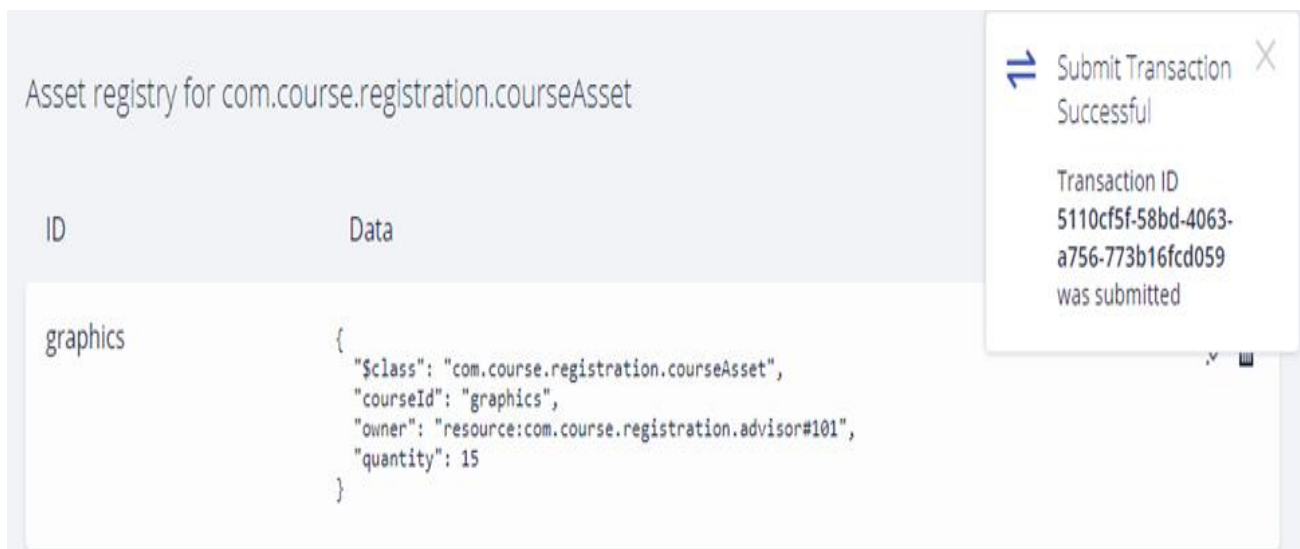 Asset registry for com.course.registration.courseAsset
ID Data
graphics
{
"$class": "com.course.registration.courseAsset",
"courseId": "graphics",
"owner": "resource:com.course.registration.advisor#101",
"quantity": 15
}
Submit Transaction
Successful
Transaction ID
5110cf5f-58bd-4063-
a756-773b16fcd059
was submitted